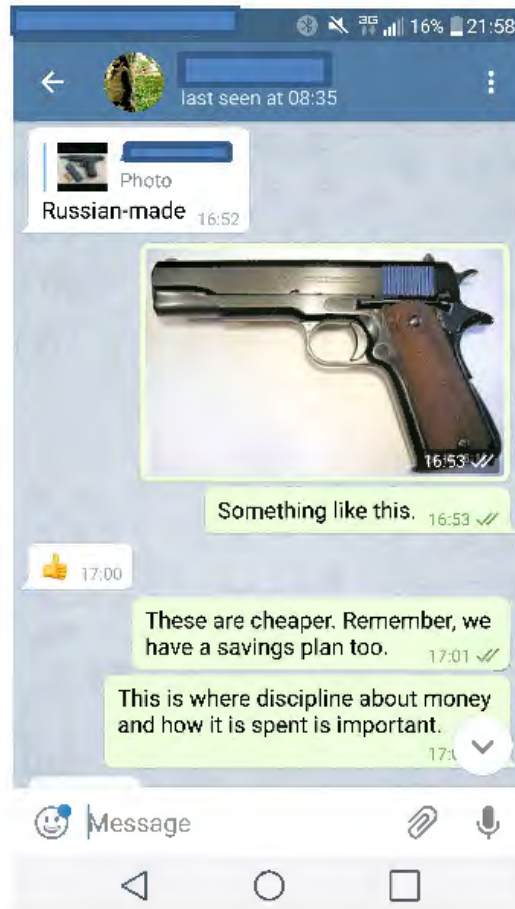 3G 16% 21:58
last seen at 08:35
Photo
Russian-made 16:52
16:53
Something like this. 16:53
17:00
These are cheaper. Remember, we
have a savings plan too. 17:01
This is where discipline about money
and how it is spent is important.
Message